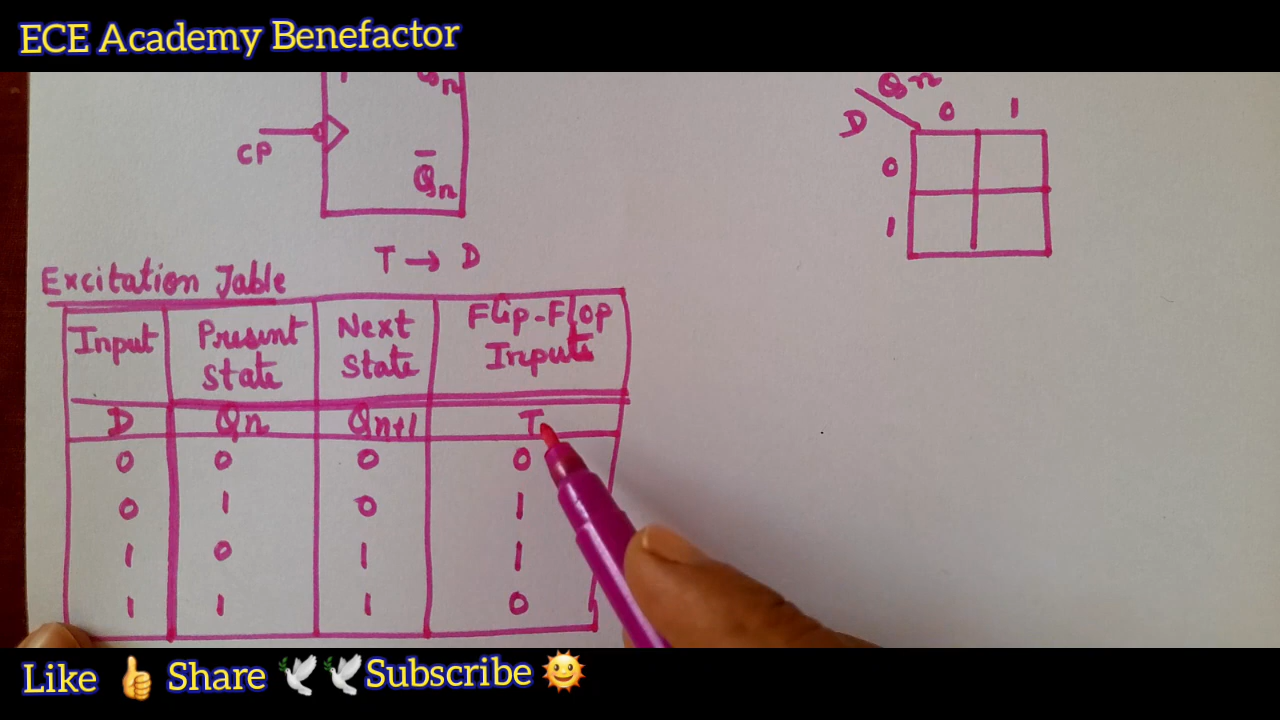 ECE Academy Benefactor
Qn
CP
Q̅n
T → D
Qn
D
0 1
0
1
Excitation Table
Input Present State Next State Flip-Flop Inputs
D Qn Qn+1 T
0 0 0 0
0 1 0 1
1 0 1 1
1 1 1 0
Like 👍 Share 🕊️🕊️ Subscribe 🌞